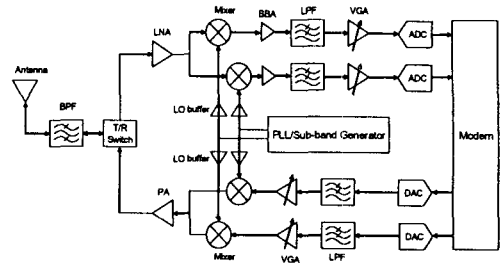 Mixer
BBA
LPF
VGA
LNA
ADC
ADC
Antenna
BPF
T/R
Switch
LO buffer
PLL/Sub-band Generator
Modem
LO buffer
PA
DAC
DAC
Mixer
VGA
LPF